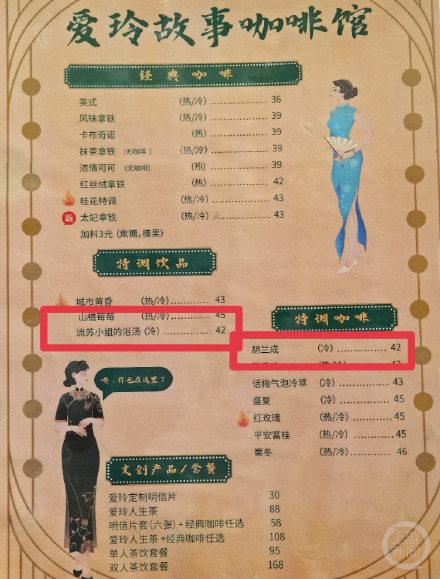 爱玲故事咖啡馆
经典咖啡
美式 (热/冷) .................. 36
风味拿铁 (热/冷) .................. 39
卡布奇诺 (热) .................. 39
抹茶拿铁 (无咖啡) (热/冷) .................. 39
浓情可可 (无咖啡) (热) .................. 39
红丝绒拿铁 (热) .................. 42
桂花特调 (热/冷) .................. 43
太妃拿铁 (热/冷) .................. 43
加料3元 (焦糖,榛果)
特调饮品
城市黄昏 (热/冷) ............ 43
山楂莓莓 (热/冷) ............ 45
流苏小姐的浴汤 (冷) ............ 42
特调咖啡
胡兰成 (冷) ............ 42
话梅气泡冷萃 (冷) ............ 43
盛夏 (冷) ............ 45
红玫瑰 (热/冷) ............ 45
平安富桂 (热/冷) ............ 45
栗冬 (热/冷) ............ 46
哦,你也在这里?
文创产品/套餐
爱玲定制明信片 30
爱玲人生茶 88
明信片套(六张)+经典咖啡任选 58
爱玲人生茶+经典咖啡任选 108
单人茶饮套餐 95
双人茶饮套餐 168